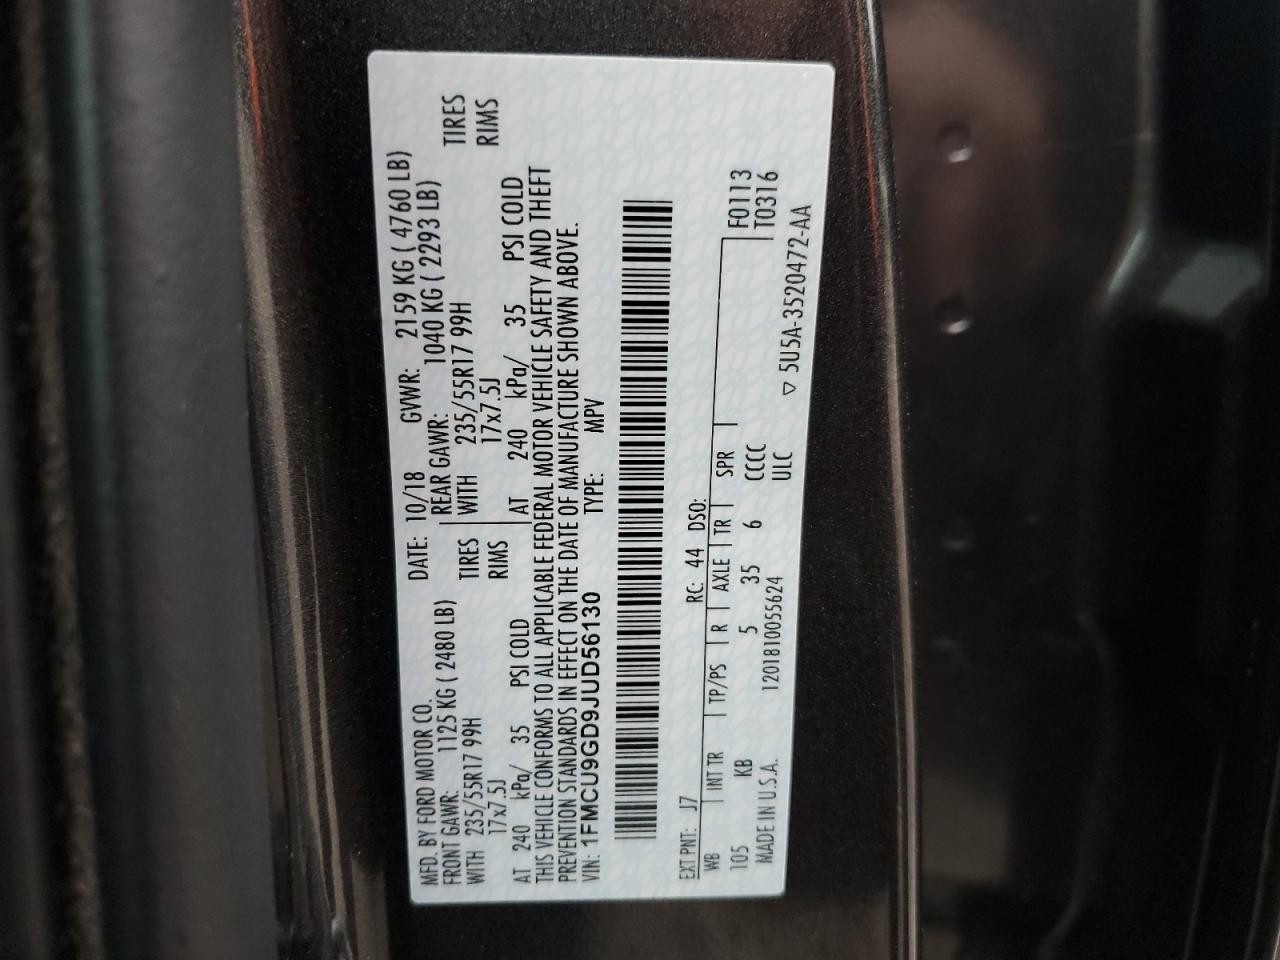 MFD. BY FORD MOTOR CO. DATE: 10/18 GVWR: 2159 KG ( 4760 LB)
FRONT GAWR: 1125 KG ( 2480 LB) REAR GAWR: 1040 KG ( 2293 LB)
WITH 235/55R17 99H TIRES WITH 235/55R17 99H TIRES
17x7.5J RIMS 17x7.5J RIMS
AT 240 kPa/ 35 PSI COLD AT 240 kPa/ 35 PSI COLD
THIS VEHICLE CONFORMS TO ALL APPLICABLE FEDERAL MOTOR VEHICLE SAFETY AND THEFT
PREVENTION STANDARDS IN EFFECT ON THE DATE OF MANUFACTURE SHOWN ABOVE.
VIN: 1FMCU9GD9JUD56130 TYPE: MPV
EXT PNT: J7 RC: 44 DSO: F0113
WB INT TR TP/PS R AXLE TR SPR T0316
105 KB 5 35 6 CCCC
MADE IN U.S.A. 1201810055624 ULC ▽ 5U5A-3520472-AA